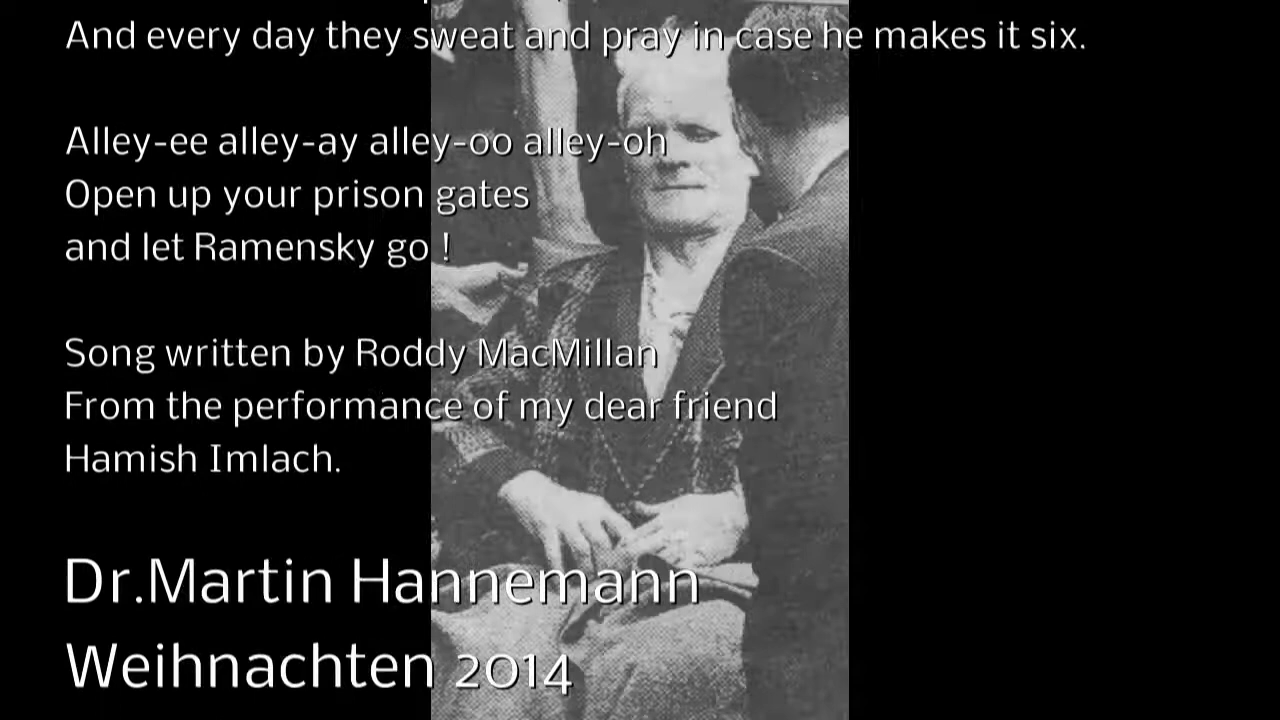 And every day they sweat and pray in case he makes it six.
Alley-ee alley-ay alley-oo alley-oh
Open up your prison gates
and let Ramensky go !
Song written by Roddy MacMillan
From the performance of my dear friend
Hamish Imlach.
Dr.Martin Hannemann
Weihnachten 2014